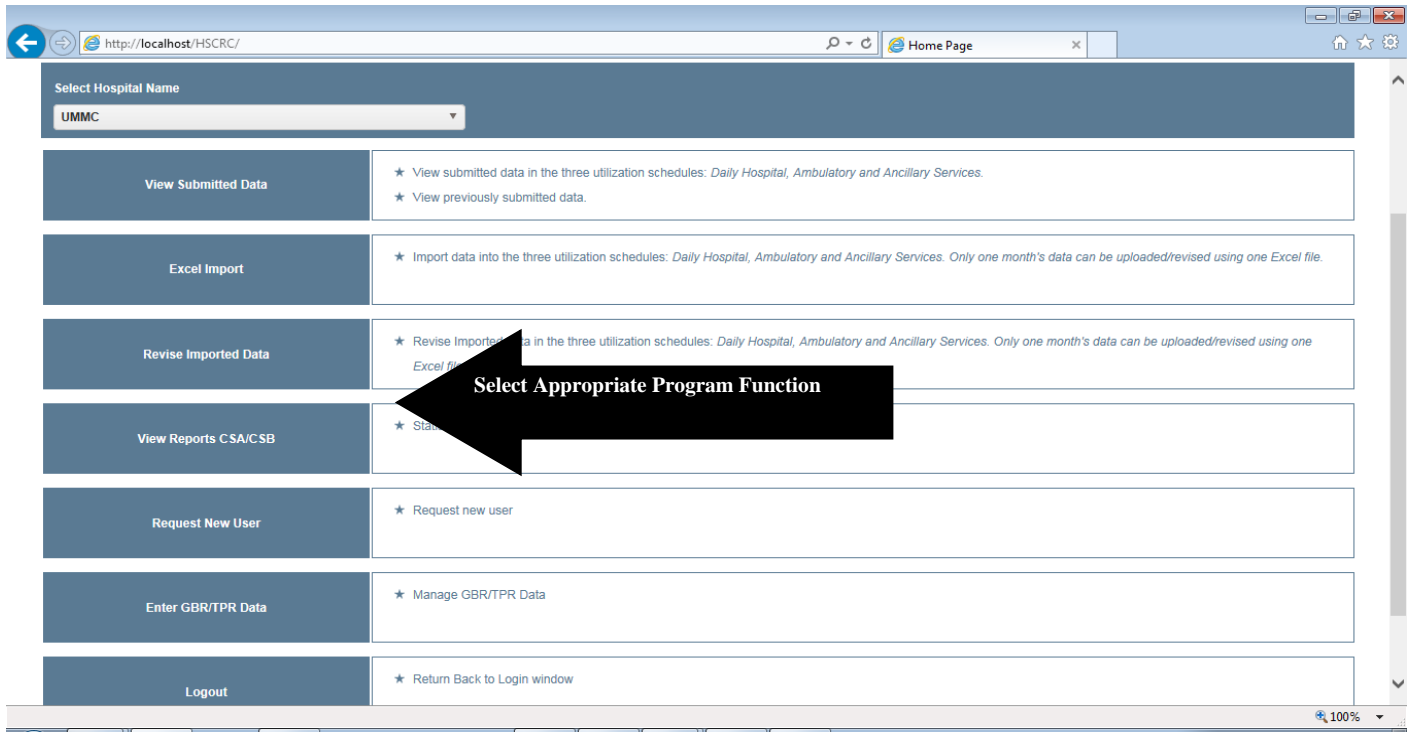 http://localhost/HSCRC/
Home Page
Select Hospital Name
UMMC
View Submitted Data
★ View submitted data in the three utilization schedules: Daily Hospital, Ambulatory and Ancillary Services.
★ View previously submitted data.
Excel Import
★ Import data into the three utilization schedules: Daily Hospital, Ambulatory and Ancillary Services. Only one month's data can be uploaded/revised using one Excel file.
Revise Imported Data
★ Revise Imported in the three utilization schedules: Daily Hospital, Ambulatory and Ancillary Services. Only one month's data can be uploaded/revised using one
Excel
Select Appropriate Program Function
View Reports CSA/CSB
★
Request New User
★ Request new user
Enter GBR/TPR Data
★ Manage GBR/TPR Data
Logout
★ Return Back to Login window
100%